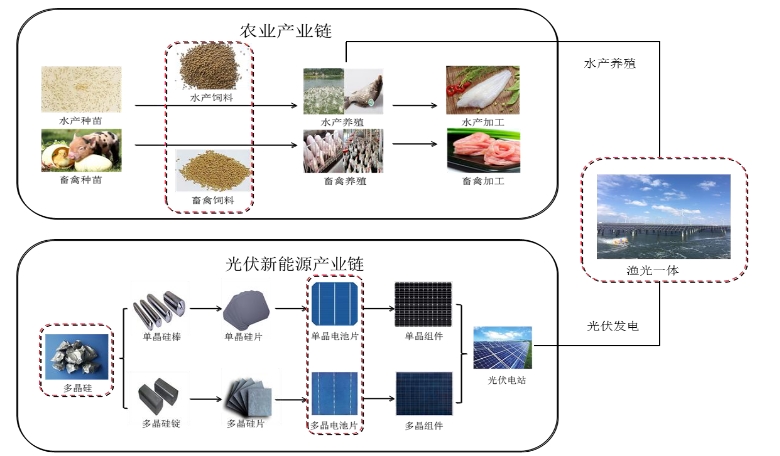 农业产业链
水产饲料
水产种苗
水产养殖
水产加工
畜禽种苗
畜禽饲料
畜禽养殖
畜禽加工
水产养殖
渔光一体
光伏新能源产业链
单晶硅棒
单晶硅片
单晶电池片
单晶组件
多晶硅
光伏电站
光伏发电
多晶硅锭
多晶硅片
多晶电池片
多晶组件